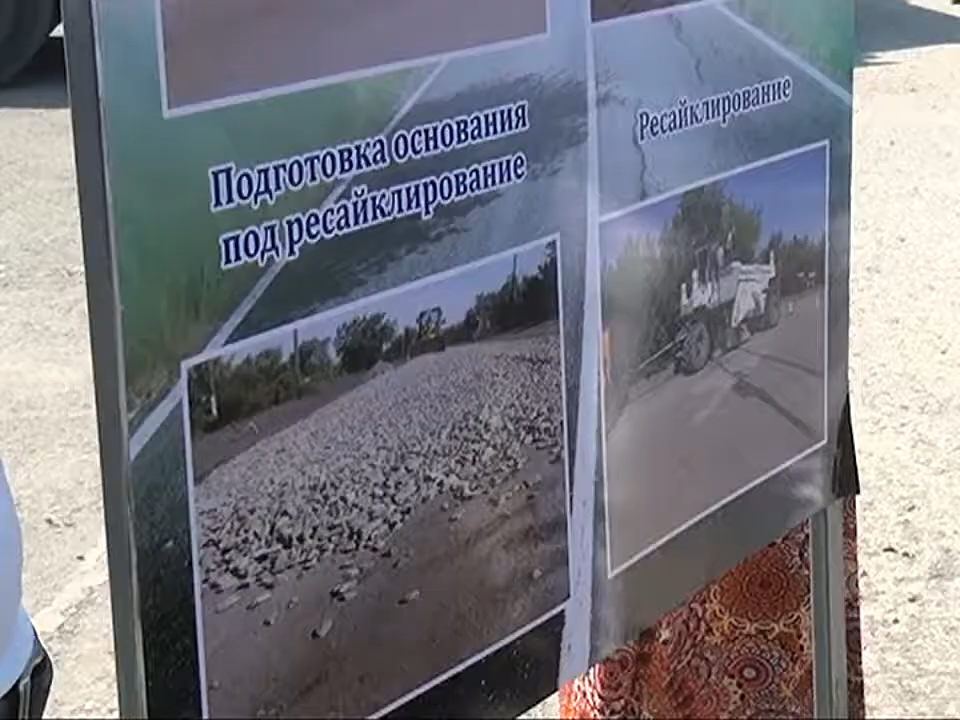 Подготовка основания
под ресайклирование
Ресайклирование